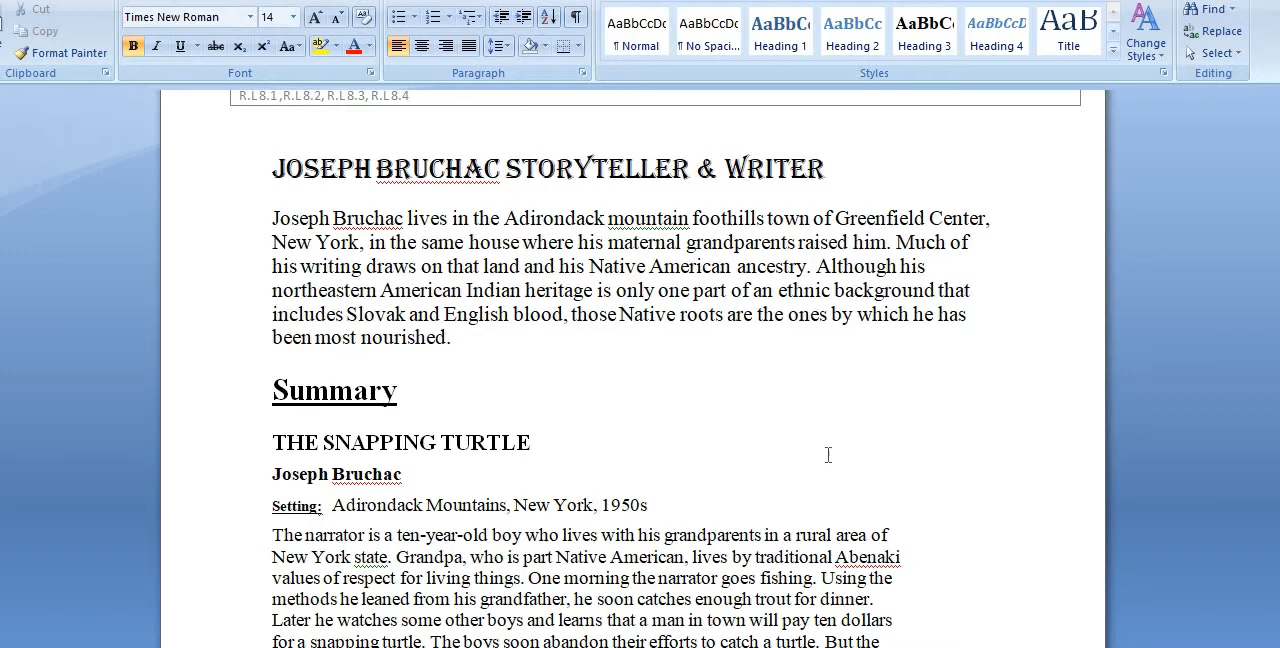 Cut
Copy
Format Painter
Clipboard
Times New Roman 14
B I U abc X₂ X² Aa
Font
Paragraph
AaBbCcDc AaBbCcDc AaBbC AaBbCc AaBbC AaBbCcD AaB
¶ Normal ¶ No Spaci... Heading 1 Heading 2 Heading 3 Heading 4 Title
Styles
Change
Styles
Find
Replace
Select
Editing
R.L8.1,R.L8.2, R.L8.3, R.L8.4
JOSEPH BRUCHAC STORYTELLER & WRITER
Joseph Bruchac lives in the Adirondack mountain foothills town of Greenfield Center,
New York, in the same house where his maternal grandparents raised him. Much of
his writing draws on that land and his Native American ancestry. Although his
northeastern American Indian heritage is only one part of an ethnic background that
includes Slovak and English blood, those Native roots are the ones by which he has
been most nourished.
Summary
THE SNAPPING TURTLE
Joseph Bruchac
Setting: Adirondack Mountains, New York, 1950s
The narrator is a ten-year-old boy who lives with his grandparents in a rural area of
New York state. Grandpa, who is part Native American, lives by traditional Abenaki
values of respect for living things. One morning the narrator goes fishing. Using the
methods he leaned from his grandfather, he soon catches enough trout for dinner.
Later he watches some other boys and learns that a man in town will pay ten dollars
for a snapping turtle. The boys soon abandon their efforts to catch a turtle. But the